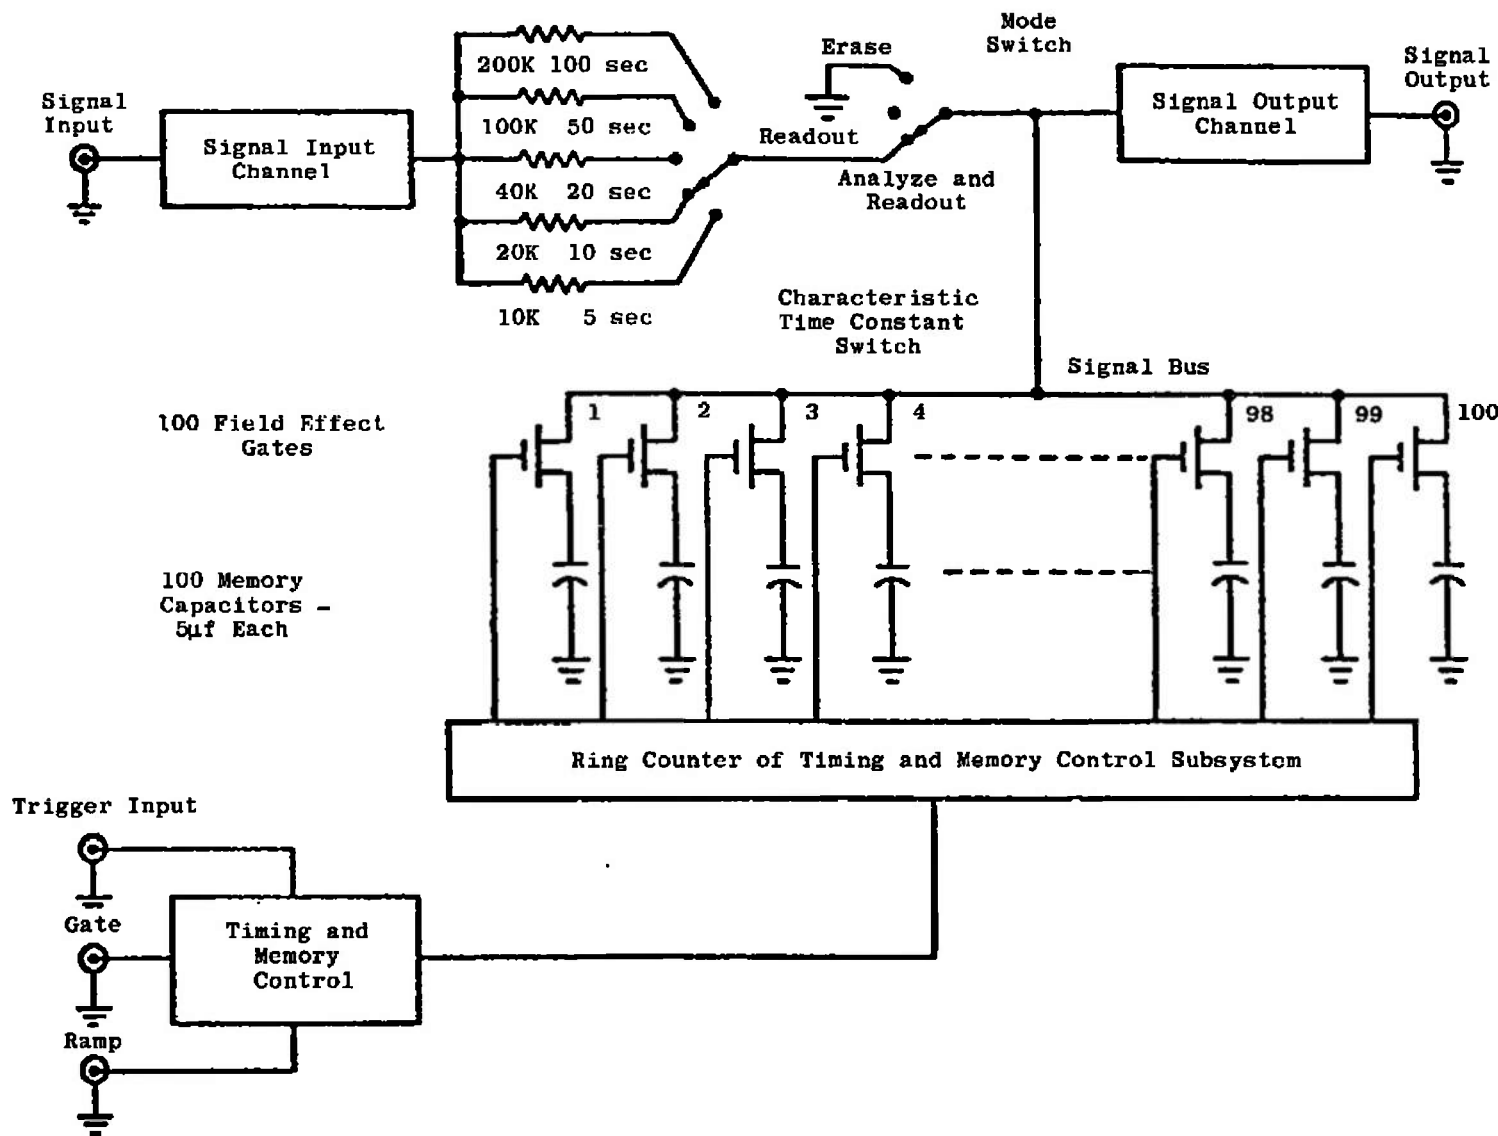 Mode
Switch
Erase
Signal
Output
200K 100 sec
Signal
Input
Signal Output
Channel
100K 50 sec
Readout
Signal Input
Channel
Analyze and
Readout
40K 20 sec
20K 10 sec
Characteristic
Time Constant
Switch
10K 5 sec
Signal Bus
100 Field Effect
Gates
1
2
3
4
98
99
100
100 Memory
Capacitors -
5µf Each
Ring Counter of Timing and Memory Control Subsystem
Trigger Input
Gate
Timing and
Memory
Control
Ramp